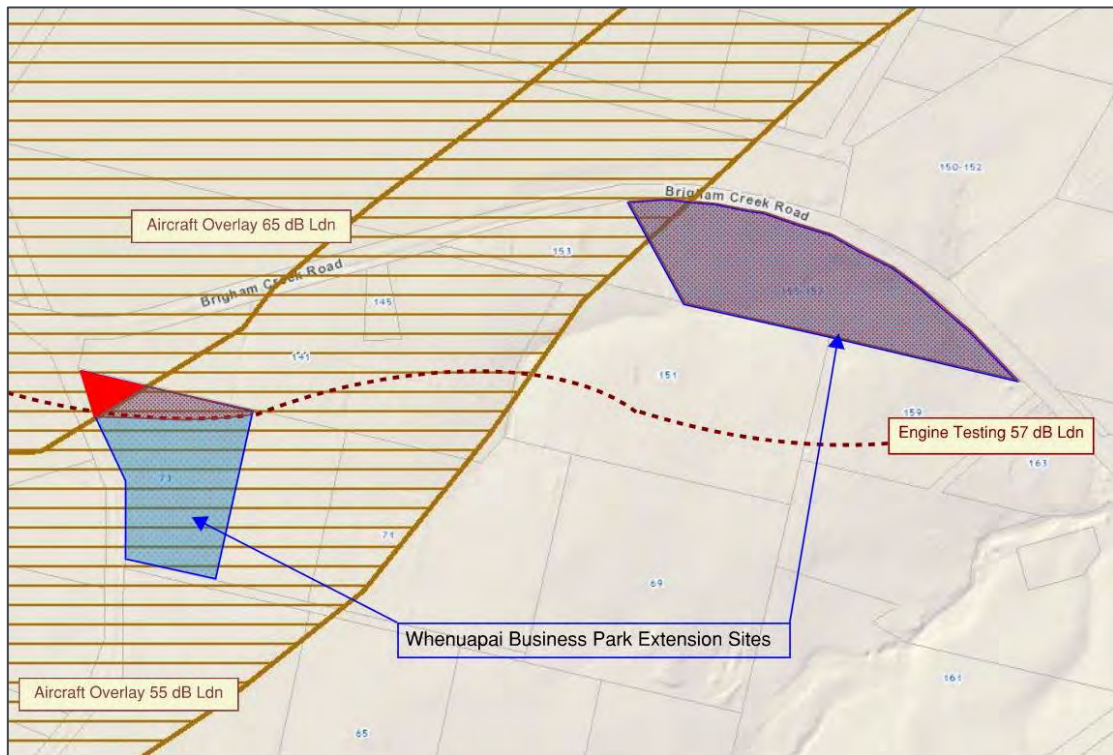 150-152
Brigham Creek Road
Aircraft Overlay 65 dB Ldn
153
Brigham Creek Road
145
141
151
159
Engine Testing 57 dB Ldn
163
73
71
69
Whenuapai Business Park Extension Sites
161
Aircraft Overlay 55 dB Ldn
65